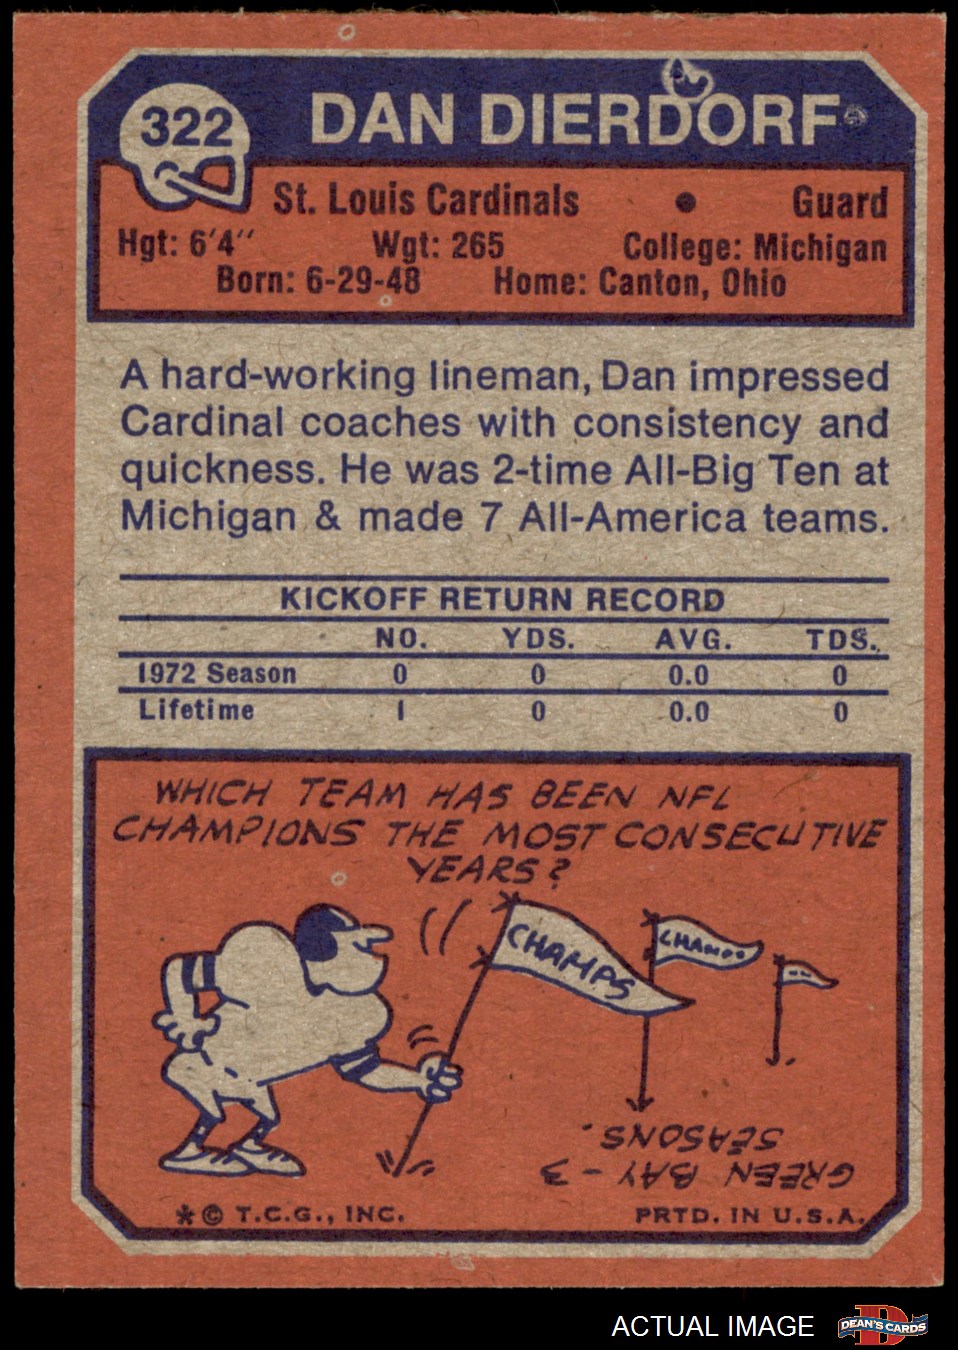 322
DAN DIERDORF
St. Louis Cardinals • Guard
Hgt: 6'4'' Wgt: 265 College: Michigan
Born: 6-29-48 Home: Canton, Ohio
A hard-working lineman, Dan impressed
Cardinal coaches with consistency and
quickness. He was 2-time All-Big Ten at
Michigan & made 7 All-America teams.
KICKOFF RETURN RECORD
NO. YDS. AVG. TDS.
1972 Season 0 0 0.0 0
Lifetime 1 0 0.0 0
WHICH TEAM HAS BEEN NFL
CHAMPIONS THE MOST CONSECUTIVE
YEARS?
CHAMPS
CHAMPS
GREEN BAY - 3
SEASONS.
* © T.C.G., INC. PRTD. IN U.S.A.
ACTUAL IMAGE
DEAN'S CARDS